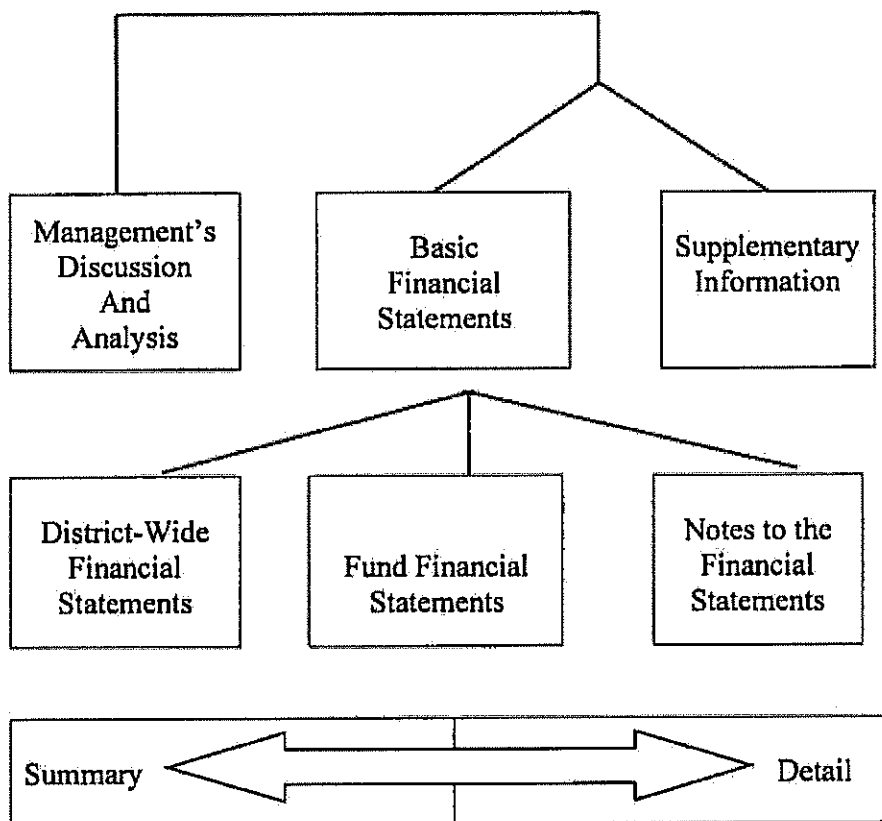 Management's
Discussion
And
Analysis
Basic
Financial
Statements
Supplementary
Information
District-Wide
Financial
Statements
Fund Financial
Statements
Notes to the
Financial
Statements
Summary
Detail